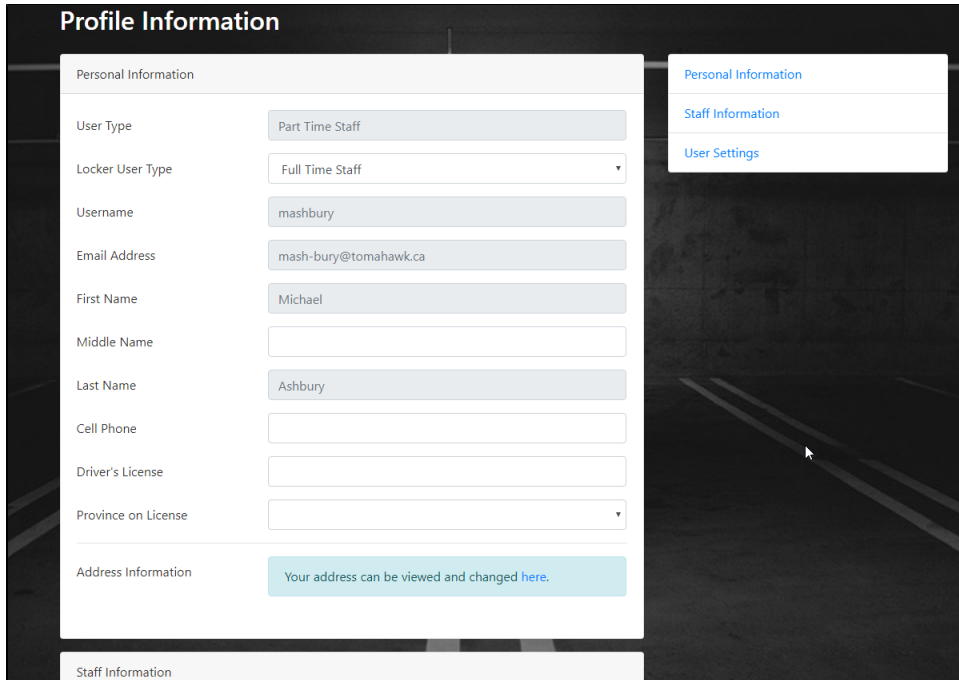 Profile Information
Personal Information
User Type
Part Time Staff
Locker User Type
Full Time Staff
Username
mashbury
Email Address
mash-bury@tomahawk.ca
First Name
Michael
Middle Name
Last Name
Ashbury
Cell Phone
Driver's License
Province on License
Address Information
Your address can be viewed and changed here.
Staff Information
Personal Information
Staff Information
User Settings